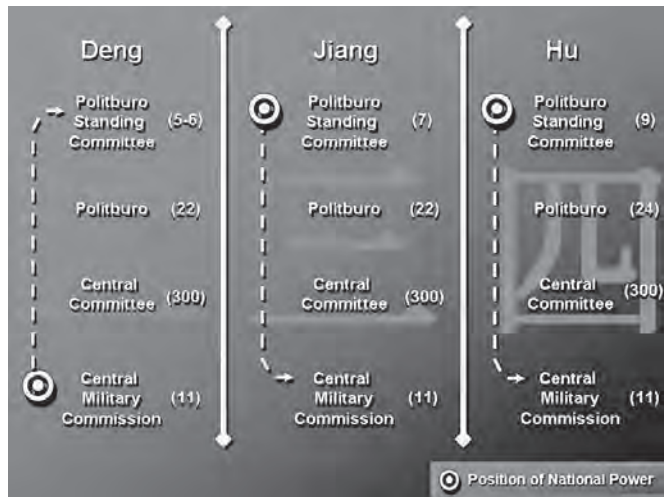 Deng
Politburo
Standing (5-6)
Committee
Politburo (22)
Central
Committee (300)
Central
Military (11)
Commission
Jiang
Politburo
Standing (7)
Committee
Politburo (22)
Central
Committee (300)
Central
Military (11)
Commission
Hu
Politburo
Standing (9)
Committee
Politburo (24)
Central
Committee (300)
Central
Military (11)
Commission
Position of National Power